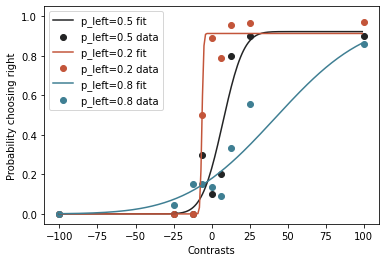 p_left=0.5 fit
p_left=0.5 data
p_left=0.2 fit
p_left=0.2 data
p_left=0.8 fit
p_left=0.8 data
Probability choosing right
1.0
0.8
0.6
0.4
0.2
0.0
−100
−75
−50
−25
0
25
50
75
100
Contrasts